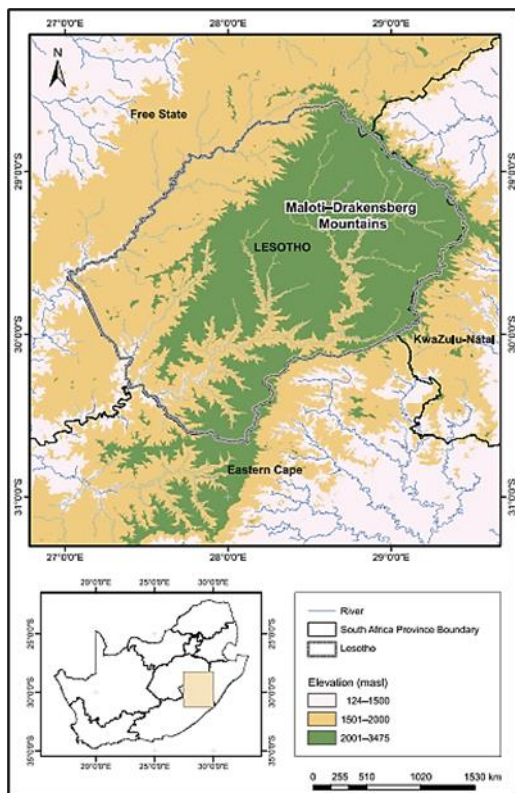 27°0'0"E 28°0'0"E 29°0'0"E
N
Free State
29°0'0"S
29°0'0"S
Maloti–Drakensberg
Mountains
LESOTHO
30°0'0"S
30°0'0"S
KwaZulu-Natal
Eastern Cape
31°0'0"S
31°0'0"S
27°0'0"E 28°0'0"E 29°0'0"E
29°0'0"E 25°0'0"E 30°0'0"E
25°0'0"S
25°0'0"S
30°0'0"S
30°0'0"S
35°0'0"S
35°0'0"S
29°0'0"E 25°0'0"E 30°0'0"E
River
South Africa Province Boundary
Lesotho
Elevation (masl)
124–1500
1501–2000
2001–3475
0 255 510 1020 1530 km